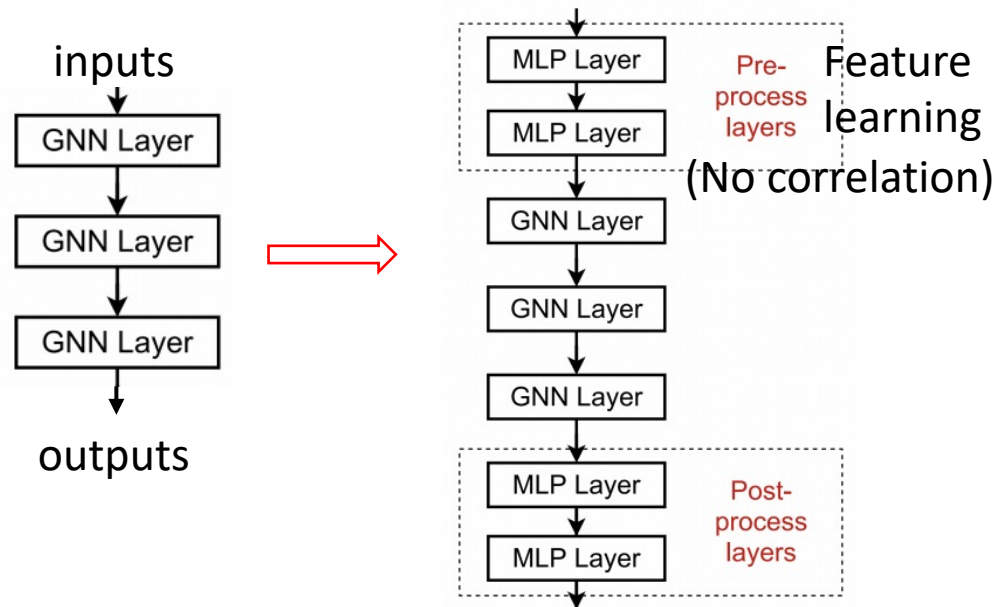 inputs
GNN Layer
GNN Layer
GNN Layer
outputs
MLP Layer
MLP Layer
Pre-
process
layers
Feature
learning
(No correlation)
GNN Layer
GNN Layer
GNN Layer
MLP Layer
MLP Layer
Post-
process
layers